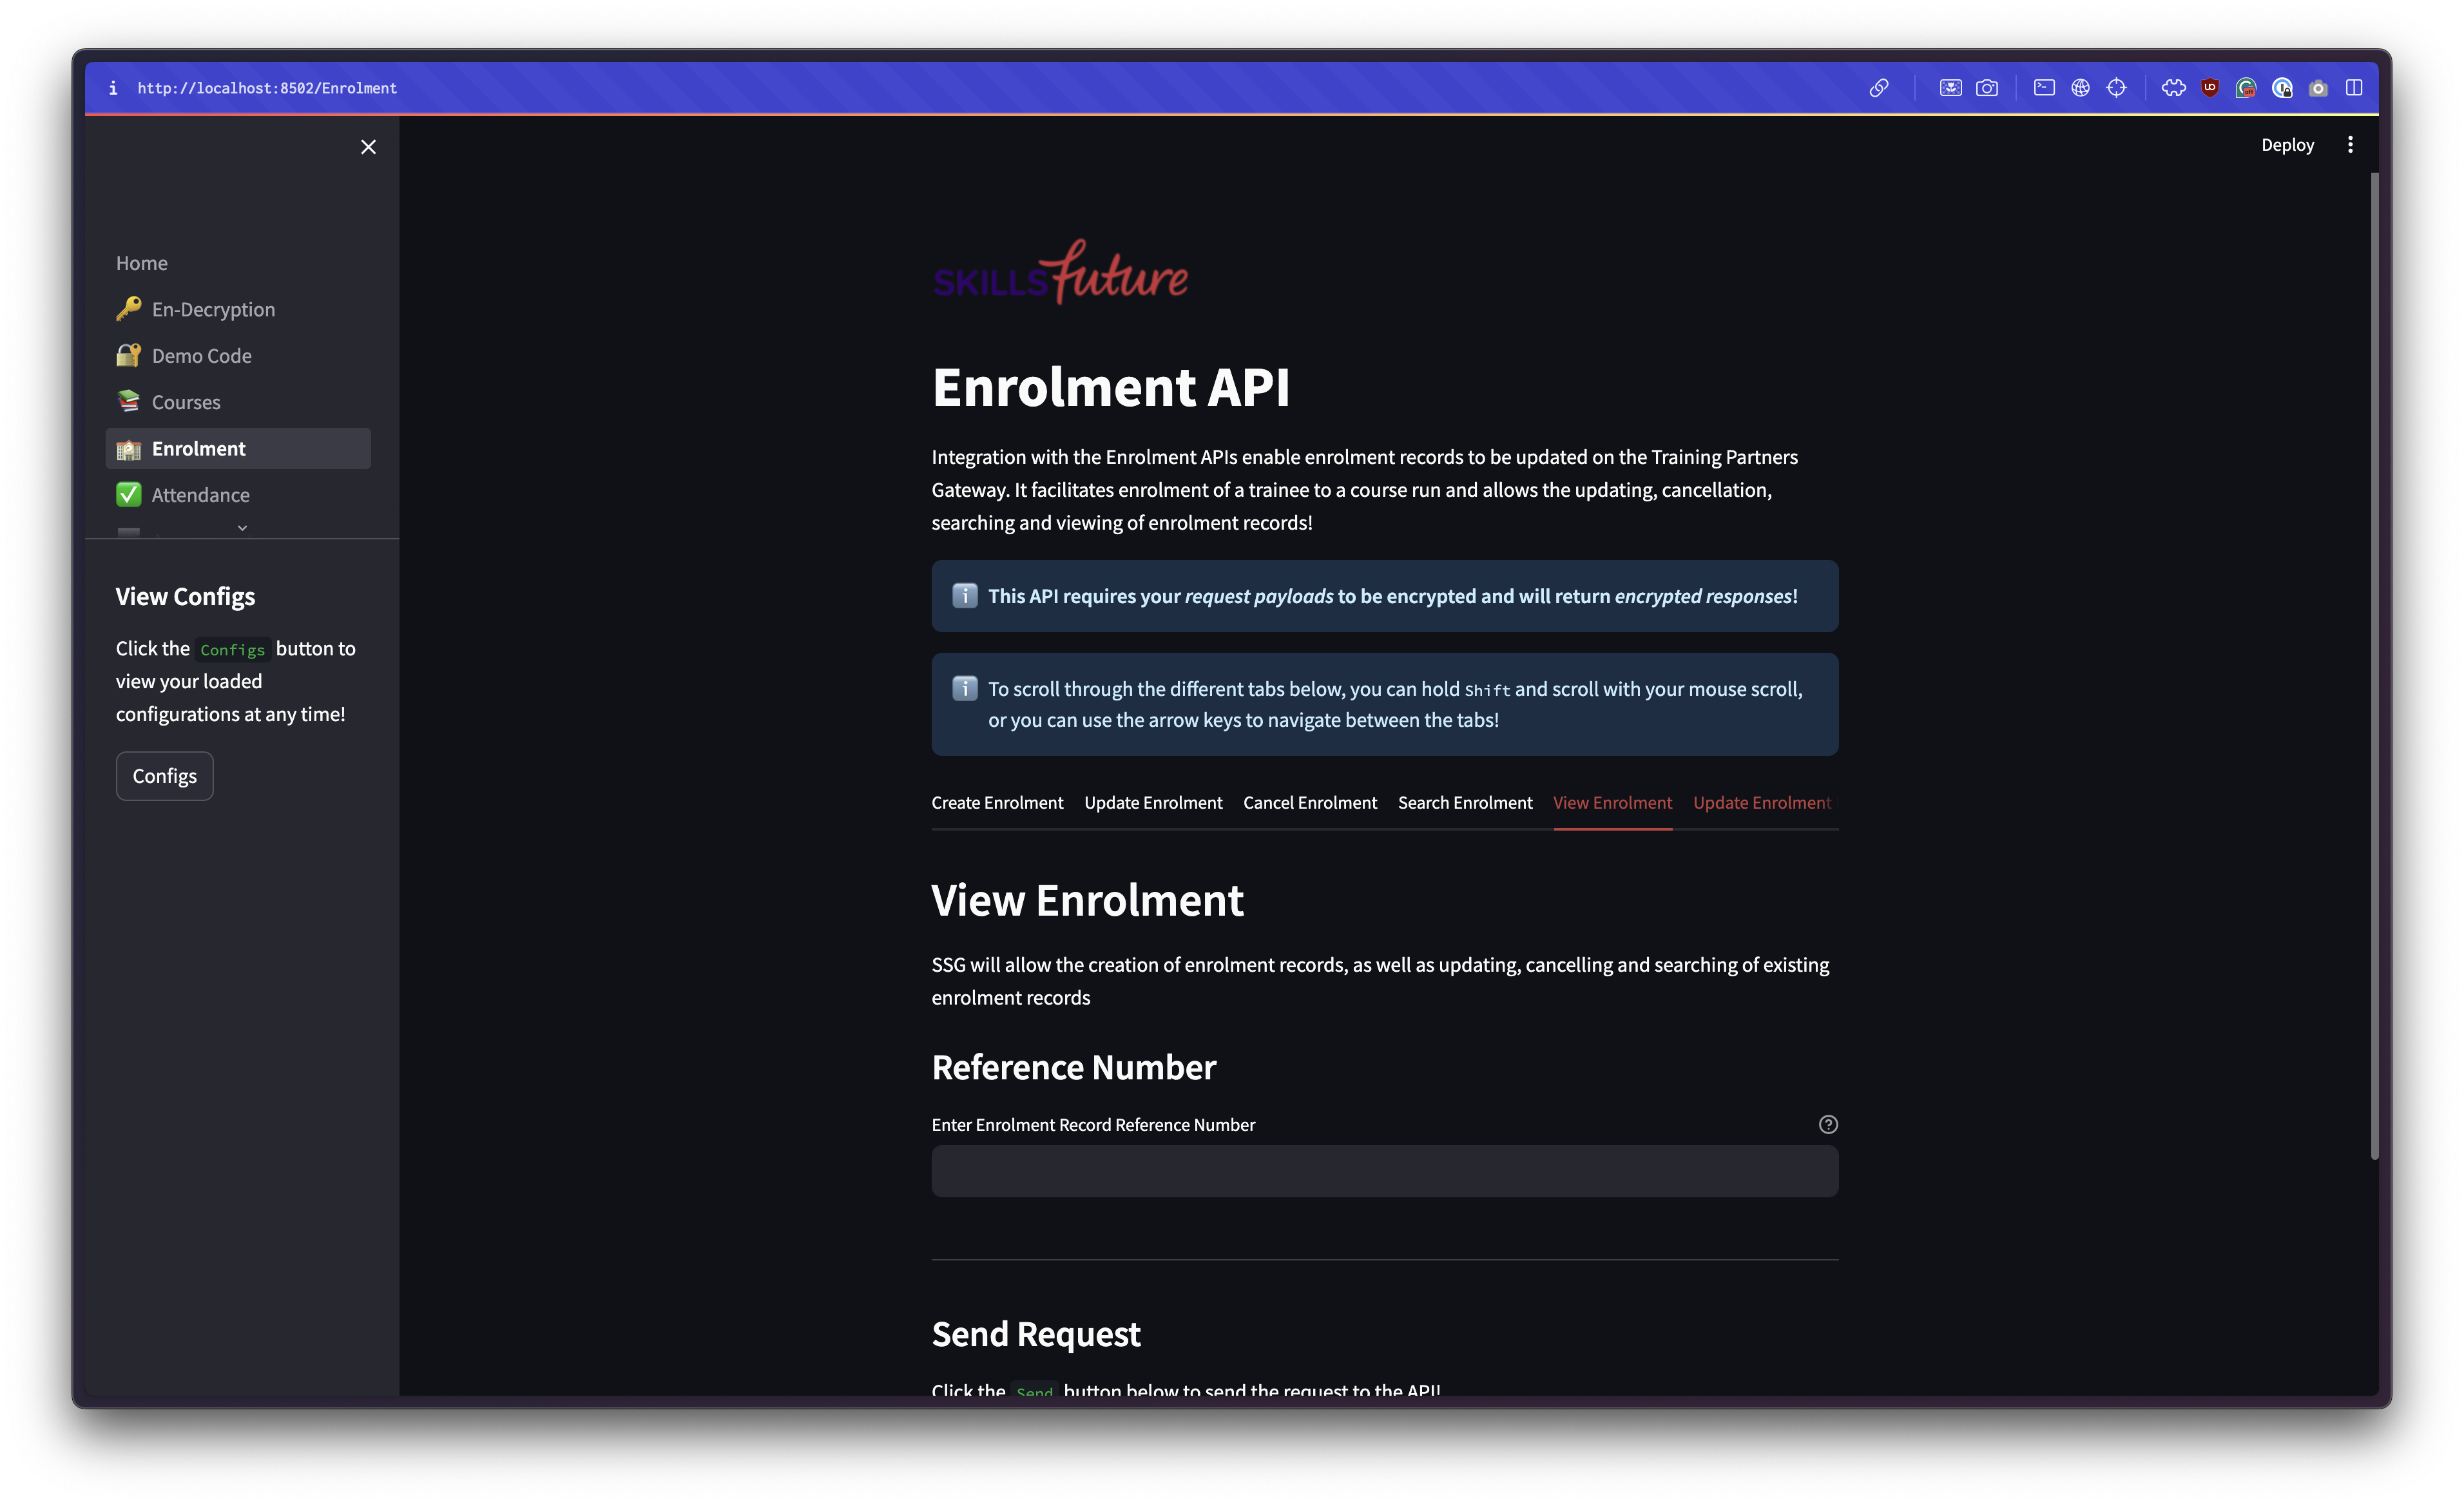 http://localhost:8502/Enrolment
Deploy
Home
En-Decryption
Demo Code
Courses
Enrolment
Attendance
View Configs
Click the Configs button to
view your loaded
configurations at any time!
Configs
SKILLSfuture
Enrolment API
Integration with the Enrolment APIs enable enrolment records to be updated on the Training Partners
Gateway. It facilitates enrolment of a trainee to a course run and allows the updating, cancellation,
searching and viewing of enrolment records!
This API requires your request payloads to be encrypted and will return encrypted responses!
To scroll through the different tabs below, you can hold Shift and scroll with your mouse scroll,
or you can use the arrow keys to navigate between the tabs!
Create Enrolment Update Enrolment Cancel Enrolment Search Enrolment View Enrolment Update Enrolment
View Enrolment
SSG will allow the creation of enrolment records, as well as updating, cancelling and searching of existing
enrolment records
Reference Number
Enter Enrolment Record Reference Number
Send Request
Click the Send button below to send the request to the API!